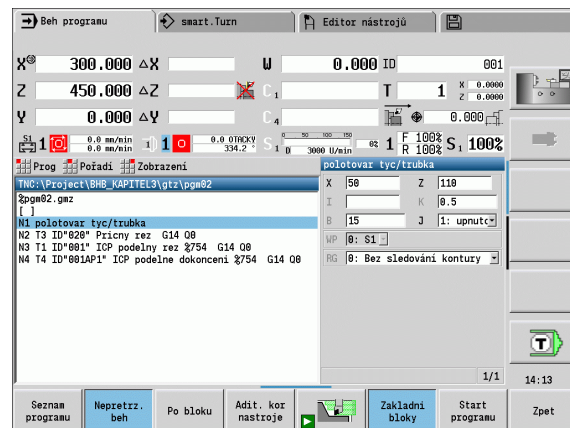 Beh programu smart.Turn Editor nástrojů
X 300.000 ΔX W 0.000 ID 001
Z 450.000 ΔZ C1 T 1 X 0.0000
Z 0.0000
Y 0.000 ΔY C4 0.000
S1 1 0.0 mm/min 1) 1 0.0 OTACKY S1 0 50 100 150 0% 1 F 100% S1 100%
0.0 mm/min 334.2 ° D 3000 U/min R 100%
Prog Pořadí Zobrazení
polotovar tyc/trubka
TNC:\Project\BHB_KAPITEL3\gtz\pgm02
%pgm02.gmz
[ ]
N1 polotovar tyc/trubka
N2 T3 ID"020" Pricny rez G14 Q0
N3 T1 ID"001" ICP podelny rez %754 G14 Q0
N4 T4 ID"001AP1" ICP podelne dokonceni %754 G14 Q0
X 50 Z 110
I K 0.5
B 15 J 1: upnutc
WP 0: S1
RG 0: Bez sledování kontury
1/1
T
14:13
Seznam programu
Nepretrz. beh
Po bloku
Adit. kor nastroje
Zakladni bloky
Start programu
Zpet